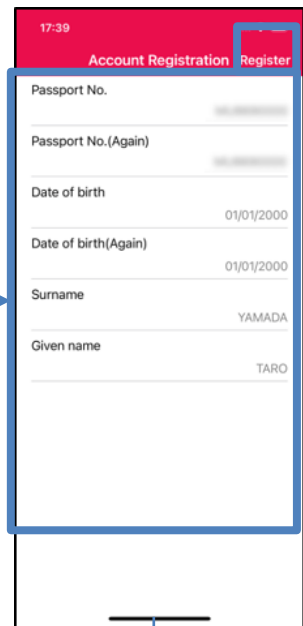 17:39
Account Registration Register
Passport No.
Passport No.(Again)
Date of birth
01/01/2000
Date of birth(Again)
01/01/2000
Surname
YAMADA
Given name
TARO